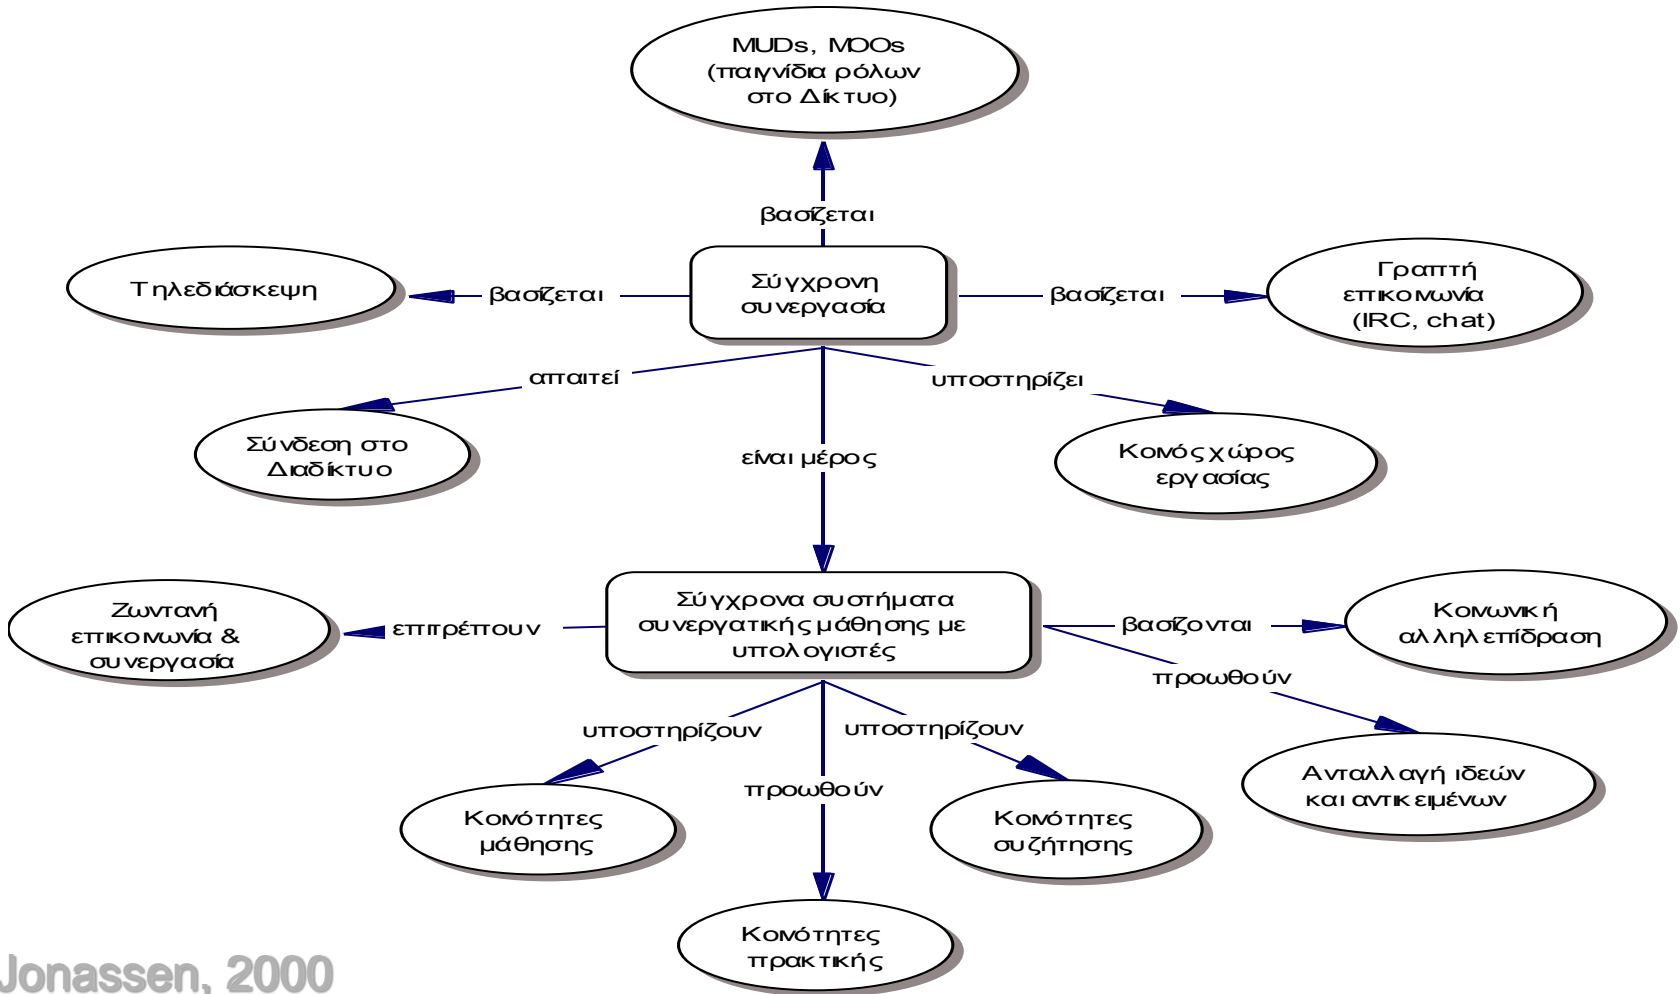 MUDs, MOOs
(παιγνίδια ρόλων
στο Δίκτυο)
βασίζεται
Τηλεδιάσκεψη
βασίζεται
Σύγχρονη
συνεργασία
βασίζεται
Γραπτή
επικοινωνία
(IRC, chat)
απαιτεί
υποστηρίζει
Σύνδεση στο
Διαδίκτυο
είναι μέρος
Κοινός χώρος
εργασίας
Ζωντανή
επικοινωνία &
συνεργασία
επιτρέπουν
Σύγχρονα συστήματα
συνεργατικής μάθησης με
υπολογιστές
βασίζονται
Κοινωνική
αλληλεπίδραση
προωθούν
υποστηρίζουν
υποστηρίζουν
προωθούν
Ανταλλαγή ιδεών
και αντικειμένων
Κοινότητες
μάθησης
Κοινότητες
συζήτησης
Κοινότητες
πρακτικής
Jonassen, 2000